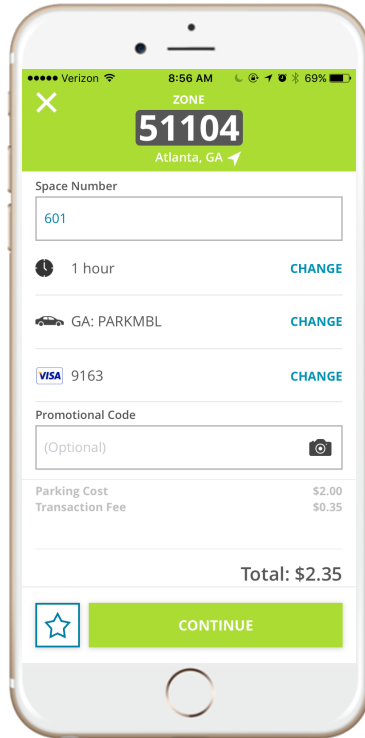 Verizon 8:56 AM 69%
ZONE
51104
Atlanta, GA
Space Number
601
1 hour CHANGE
GA: PARKMBL CHANGE
VISA 9163 CHANGE
Promotional Code
(Optional)
Parking Cost $2.00
Transaction Fee $0.35
Total: $2.35
CONTINUE